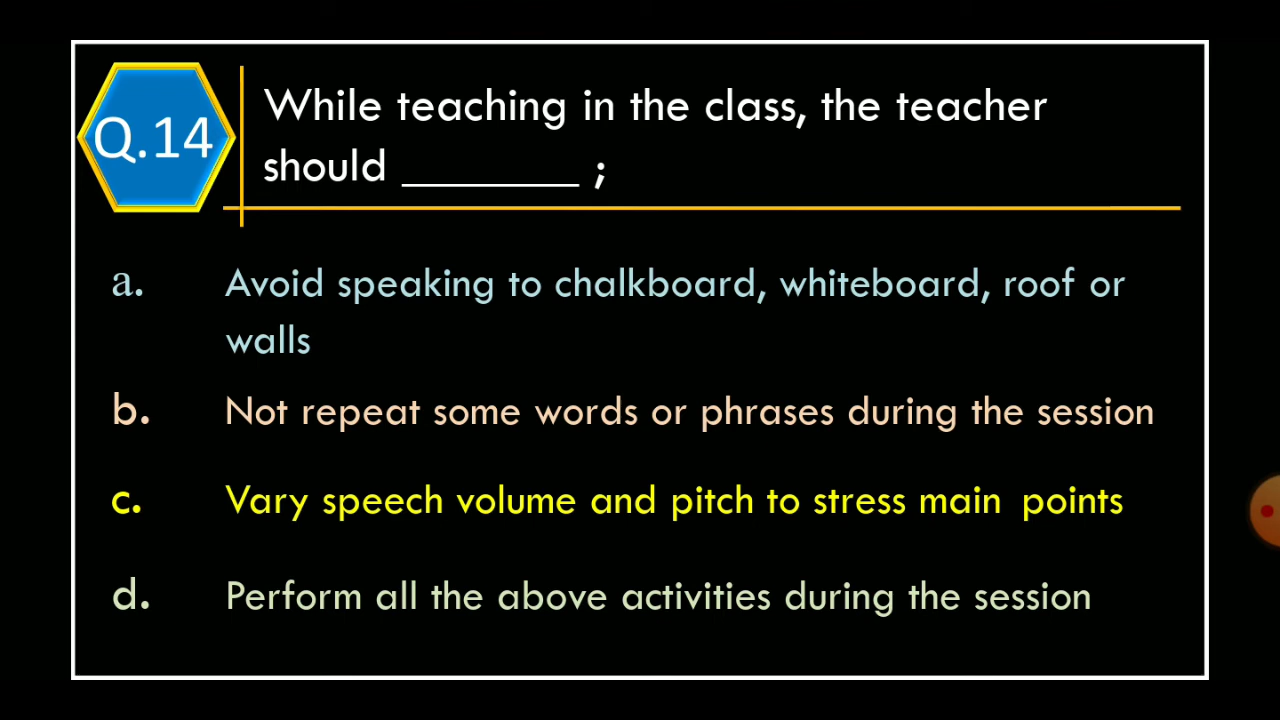 Q.14
While teaching in the class, the teacher
should ________ ;
a. Avoid speaking to chalkboard, whiteboard, roof or
walls
b. Not repeat some words or phrases during the session
c. Vary speech volume and pitch to stress main points
d. Perform all the above activities during the session